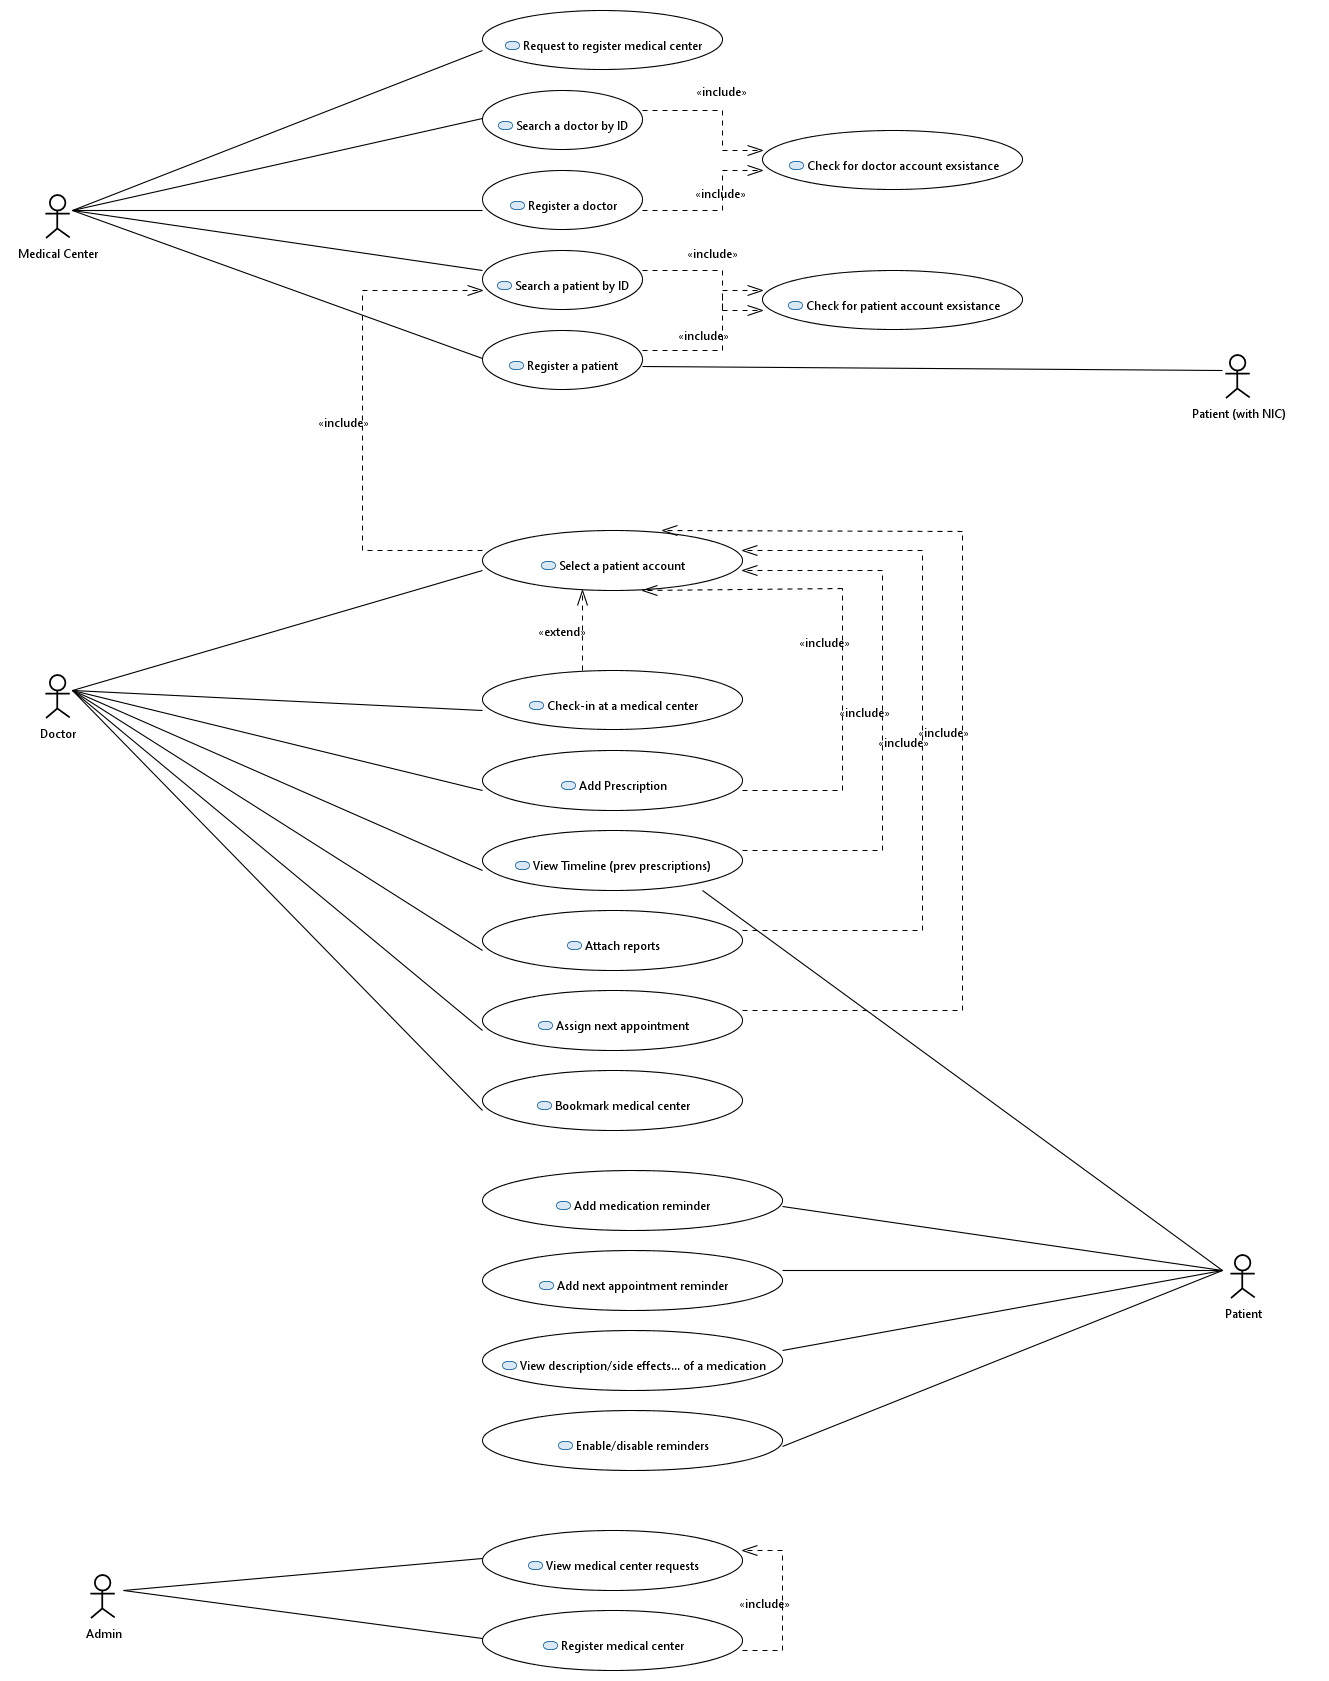 Request to register medical center
«include»
Search a doctor by ID
Check for doctor account exsistance
«include»
Register a doctor
Medical Center
«include»
Search a patient by ID
Check for patient account exsistance
«include»
Register a patient
Patient (with NIC)
«include»
Select a patient account
«extend»
«include»
Check-in at a medical center
«include»
«include»
«include»
Doctor
Add Prescription
View Timeline (prev prescriptions)
Attach reports
Assign next appointment
Bookmark medical center
Add medication reminder
Add next appointment reminder
Patient
View description/side effects... of a medication
Enable/disable reminders
View medical center requests
«include»
Admin
Register medical center